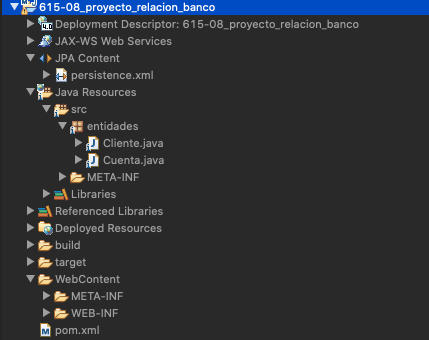 615-08_proyecto_relacion_banco
Deployment Descriptor: 615-08_proyecto_relacion_banco
JAX-WS Web Services
JPA Content
persistence.xml
Java Resources
src
entidades
Cliente.java
Cuenta.java
META-INF
Libraries
Referenced Libraries
Deployed Resources
build
target
WebContent
META-INF
WEB-INF
pom.xml